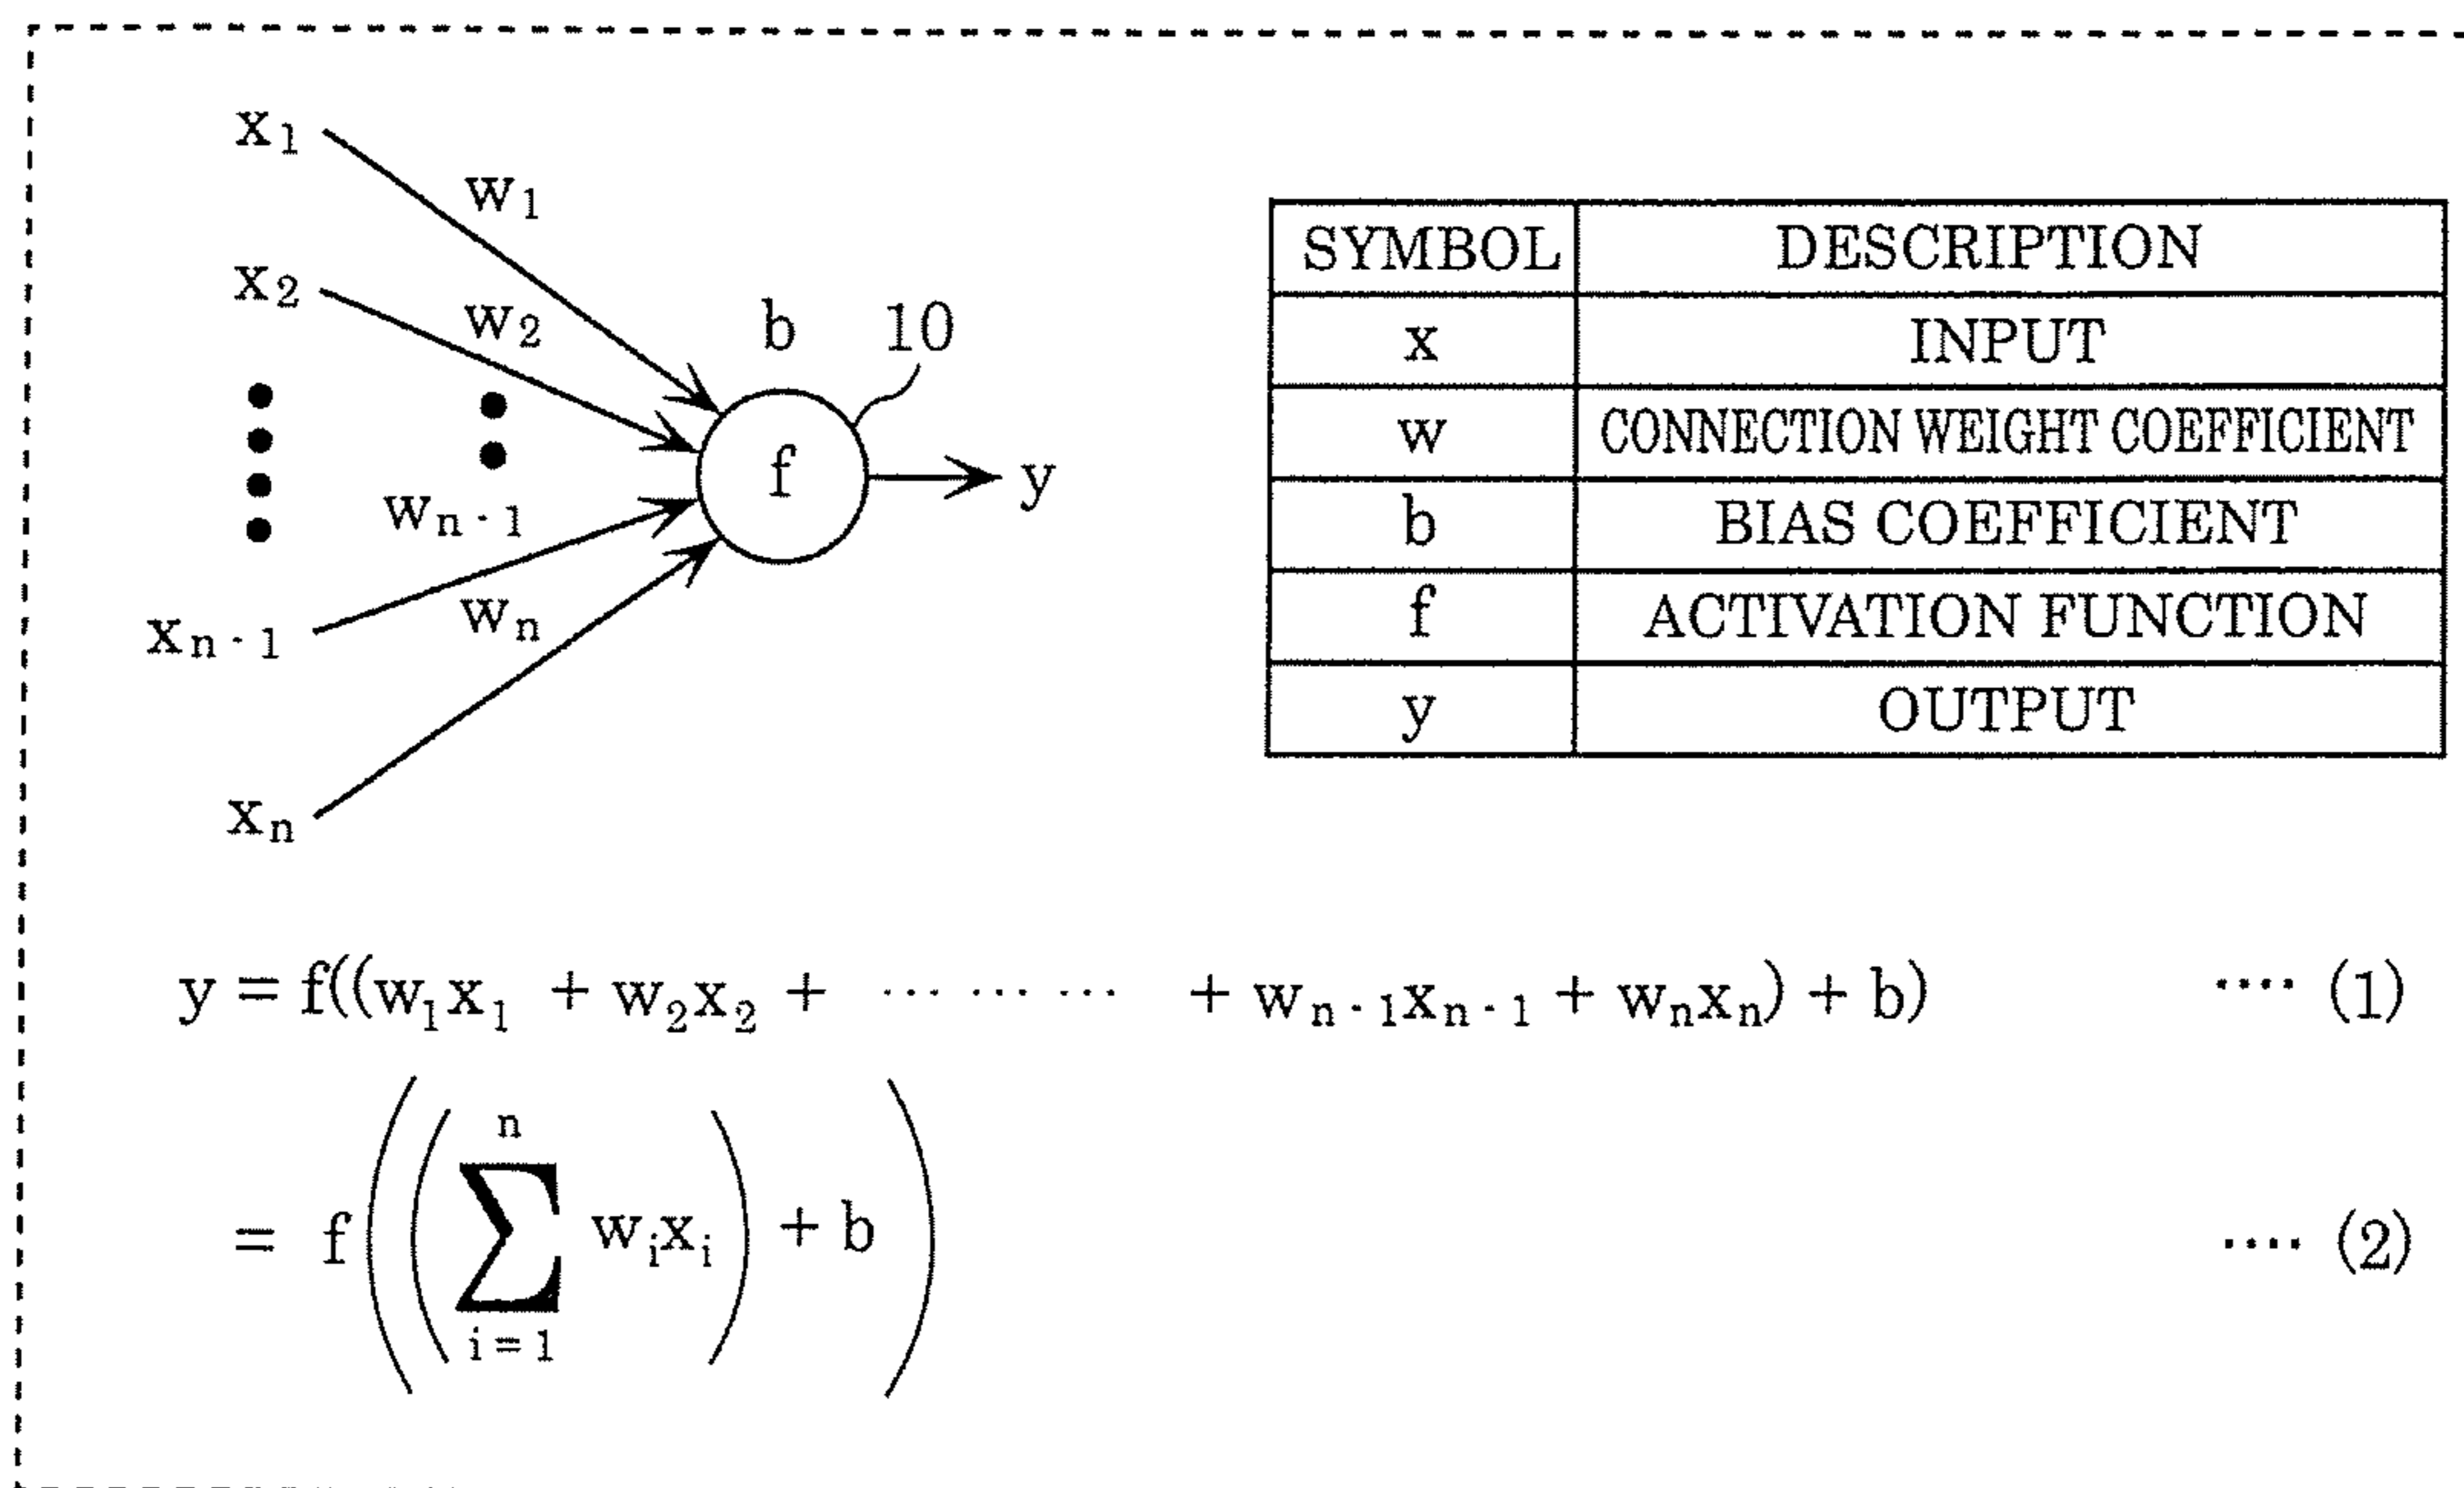 x₁
w₁
x₂
w₂
b
10
f
y
wₙ₋₁
xₙ₋₁
wₙ
xₙ
SYMBOL DESCRIPTION
x INPUT
w CONNECTION WEIGHT COEFFICIENT
b BIAS COEFFICIENT
f ACTIVATION FUNCTION
y OUTPUT
y = f((w₁x₁ + w₂x₂ + ⋯ ⋯ ⋯ + wₙ₋₁xₙ₋₁ + wₙxₙ) + b) ···· (1)
n
= f((∑ wᵢxᵢ) + b) ···· (2)
i = 1